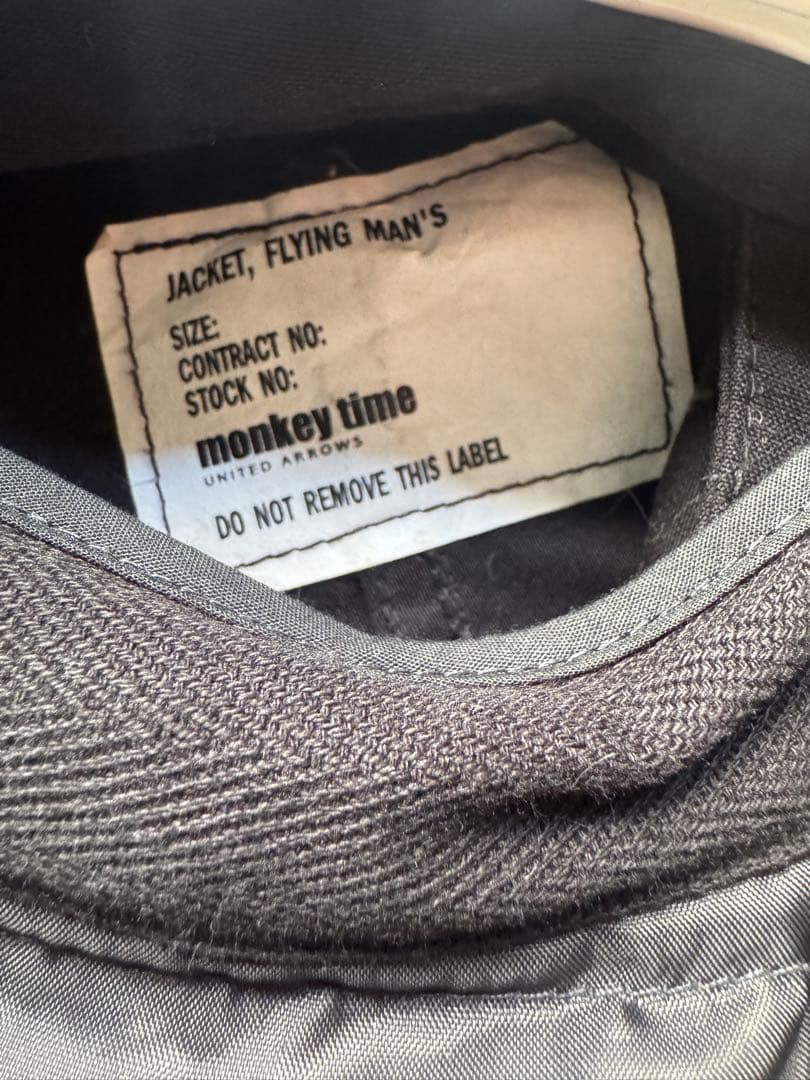 JACKET, FLYING MAN'S
SIZE:
CONTRACT NO:
STOCK NO:
monkey time
UNITED ARROWS
DO NOT REMOVE THIS LABEL